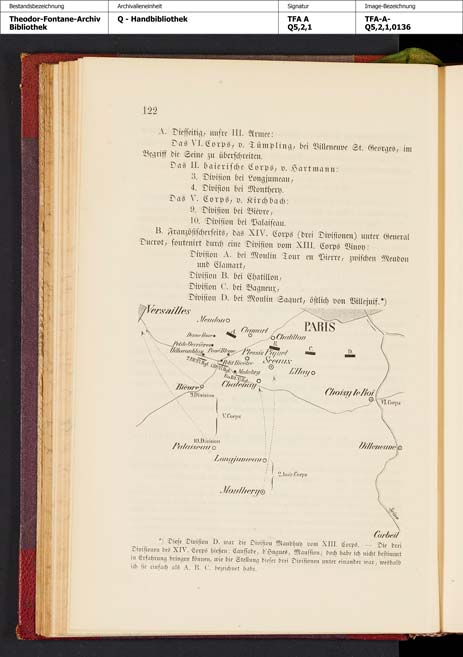 Bestandsbezeichnung
Archivalieneinheit
Signatur
Image-Bezeichnung
Theodor-Fontane-Archiv
Bibliothek
Q - Handbibliothek
TFA A
Q5,2,1
TFA-A-
Q5,2,1,0136
122
A. Diesseitig, unsre III. Armee:
Das VI. Corps, v. Tümpling, bei Villeneuve St. Georges, im
Begriff die Seine zu überschreiten.
Das II. baierische Corps, v. Hartmann:
3. Division bei Longjumeau,
4. Division bei Monthery.
Das V. Corps, v. Kirchbach:
9. Division bei Bièvre,
10. Division bei Palaiseau.
B. Französischerseits, das XIV. Corps (drei Divisionen) unter General
Ducrot, soutenirt durch eine Division vom XIII. Corps Vinoy:
Division A. bei Moulin Tour en Pierre, zwischen Meudon
und Clamart,
Division B. bei Chatillon,
Division C. bei Bagneux,
Division D. bei Moulin Saquet, östlich von Villejuif.*)
Versailles
Meudon
PARIS
Clamart
Chatillon
A.
B.
C.
D.
Plessis Piquet
Sceaux
L'Hay
Chatenay
Bièvre
9. Division
Choisy le Roi
VI. Corps
V. Corps
10. Division
Palaiseau
Longjumeau
Villeneuve
2. bair. Corps
Montlhery
Seine
Corbeil
*) Diese Division D. war die Division Maudhuy vom XIII. Corps. — Die drei
Divisionen des XIV. Corps hießen: Caussade, d'Hugues, Maussion; doch habe ich nicht bestimmt
in Erfahrung bringen können, wie die Stellung dieser drei Divisionen unter einander war, weshalb
ich sie einfach als A. B. C. bezeichnet habe.